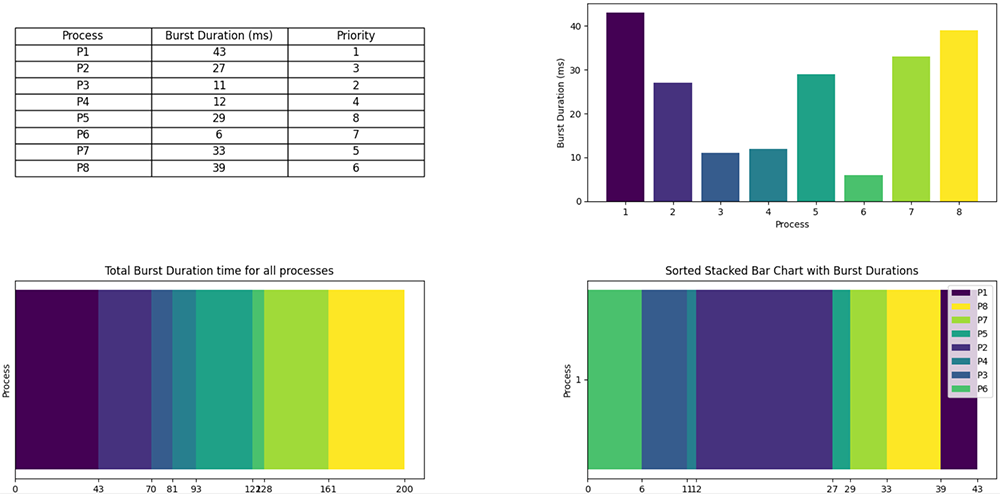 Process Burst Duration (ms) Priority
P1 43 1
P2 27 3
P3 11 2
P4 12 4
P5 29 8
P6 6 7
P7 33 5
P8 39 6
Burst Duration (ms)
40
30
20
10
0
1 2 3 4 5 6 7 8
Process
Total Burst Duration time for all processes
Process
0 43 70 81 93 122 128 161 200
Sorted Stacked Bar Chart with Burst Durations
Process
1
P1
P8
P7
P5
P2
P4
P3
P6
0 6 11 12 27 29 33 39 43